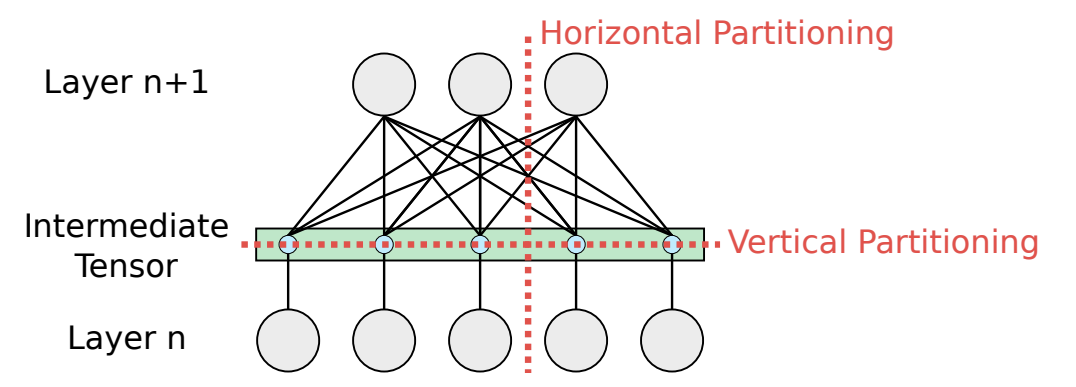 Horizontal Partitioning
Layer n+1
Intermediate
Tensor
Vertical Partitioning
Layer n